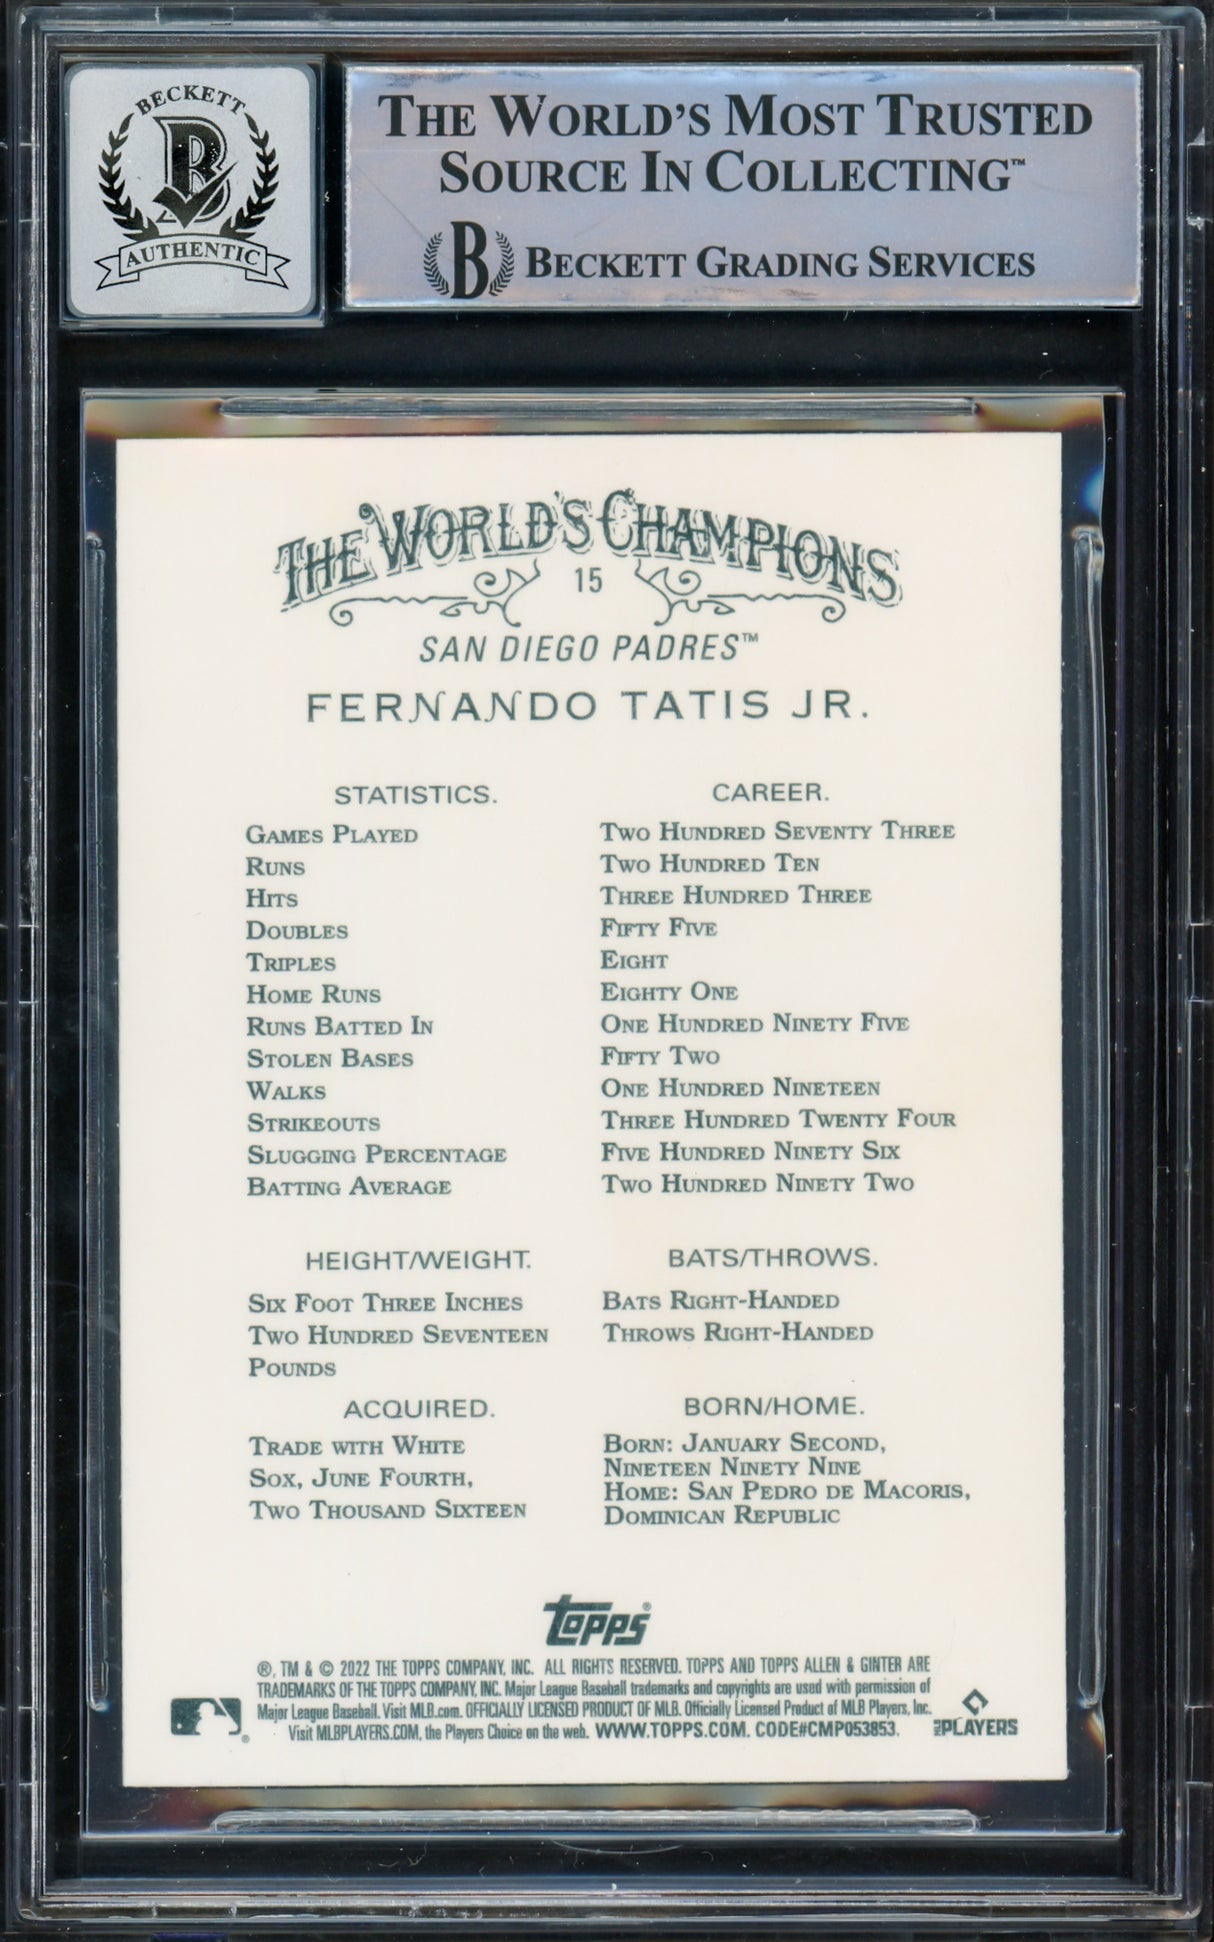 BECKETT
AUTHENTIC
THE WORLD'S MOST TRUSTED
SOURCE IN COLLECTING™
B BECKETT GRADING SERVICES
THE WORLD'S CHAMPIONS
15
SAN DIEGO PADRES™
FERNANDO TATIS JR.
STATISTICS. CAREER.
GAMES PLAYED TWO HUNDRED SEVENTY THREE
RUNS TWO HUNDRED TEN
HITS THREE HUNDRED THREE
DOUBLES FIFTY FIVE
TRIPLES EIGHT
HOME RUNS EIGHTY ONE
RUNS BATTED IN ONE HUNDRED NINETY FIVE
STOLEN BASES FIFTY TWO
WALKS ONE HUNDRED NINETEEN
STRIKEOUTS THREE HUNDRED TWENTY FOUR
SLUGGING PERCENTAGE FIVE HUNDRED NINETY SIX
BATTING AVERAGE TWO HUNDRED NINETY TWO
HEIGHT/WEIGHT.
SIX FOOT THREE INCHES
TWO HUNDRED SEVENTEEN
POUNDS
BATS/THROWS.
BATS RIGHT-HANDED
THROWS RIGHT-HANDED
ACQUIRED.
TRADE WITH WHITE
SOX, JUNE FOURTH,
TWO THOUSAND SIXTEEN
BORN/HOME.
BORN: JANUARY SECOND,
NINETEEN NINETY NINE
HOME: SAN PEDRO DE MACORIS,
DOMINICAN REPUBLIC
topps®
®, TM & © 2022 THE TOPPS COMPANY, INC. ALL RIGHTS RESERVED. TOPPS AND TOPPS ALLEN & GINTER ARE
TRADEMARKS OF THE TOPPS COMPANY, INC. Major League Baseball trademarks and copyrights are used with permission of
Major League Baseball. Visit MLB.com. OFFICIALLY LICENSED PRODUCT OF MLB. Officially Licensed Product of MLB Players, Inc.
Visit MLBPLAYERS.COM, the Players Choice on the web. WWW.TOPPS.COM. CODE#CMP053853.
MLB PLAYERS